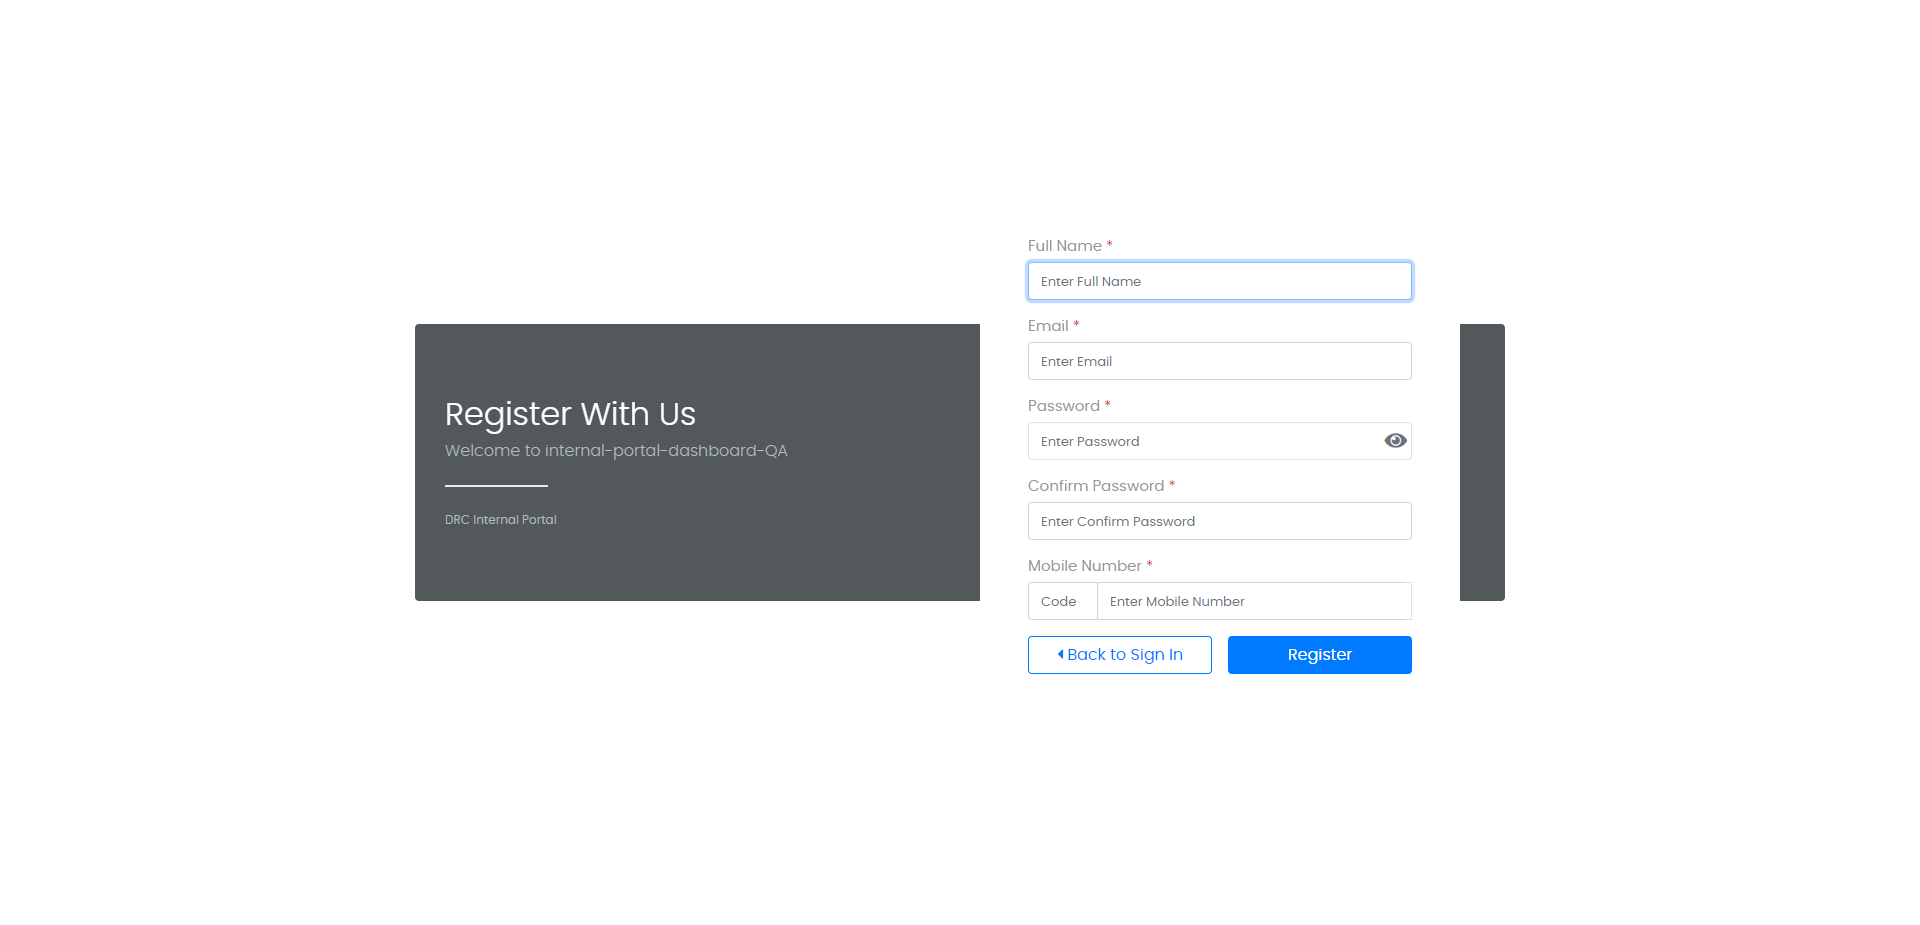 Register With Us
Welcome to internal-portal-dashboard-QA
DRC Internal Portal
Full Name *
Enter Full Name
Email *
Enter Email
Password *
Enter Password
Confirm Password *
Enter Confirm Password
Mobile Number *
Code Enter Mobile Number
Back to Sign In Register